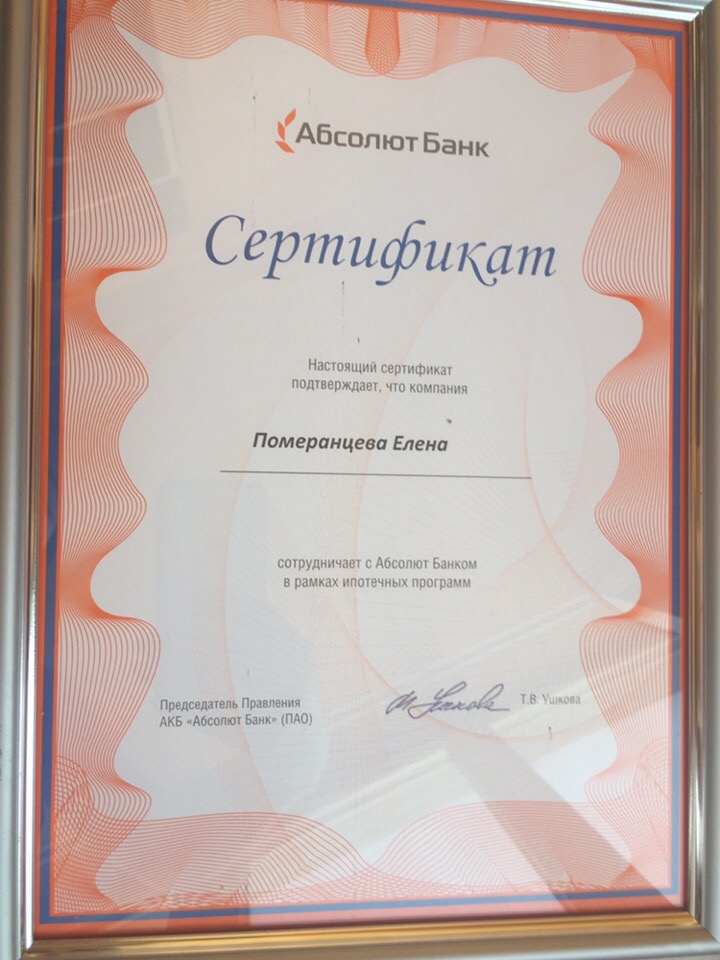 Абсолют Банк
Сертификат
Настоящий сертификат
подтверждает, что компания
Померанцева Елена
сотрудничает с Абсолют Банком
в рамках ипотечных программ
Председатель Правления
АКБ «Абсолют Банк» (ПАО)
Т.В. Ушкова